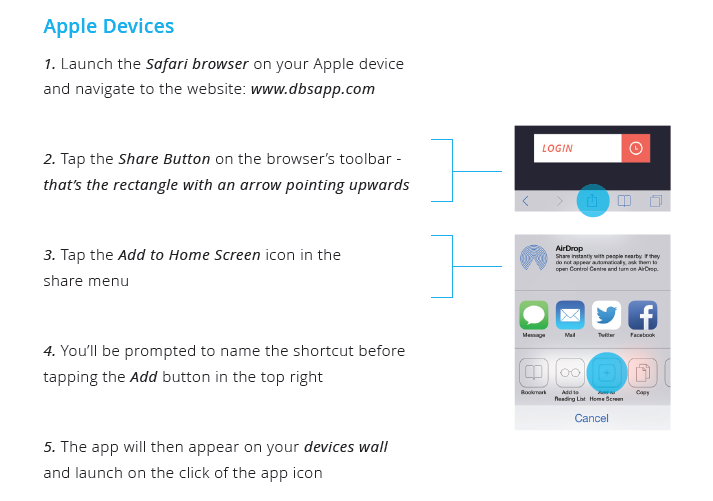 Apple Devices
1. Launch the Safari browser on your Apple device
and navigate to the website: www.dbsapp.com
2. Tap the Share Button on the browser’s toolbar -
that’s the rectangle with an arrow pointing upwards
LOGIN
3. Tap the Add to Home Screen icon in the
share menu
AirDrop
Share instantly with people nearby. If they
do not appear automatically, ask them to
open Control Centre and turn on AirDrop.
Message Mail Twitter Facebook
4. You’ll be prompted to name the shortcut before
tapping the Add button in the top right
Bookmark Add to Reading List Add to Home Screen Copy
Cancel
5. The app will then appear on your devices wall
and launch on the click of the app icon